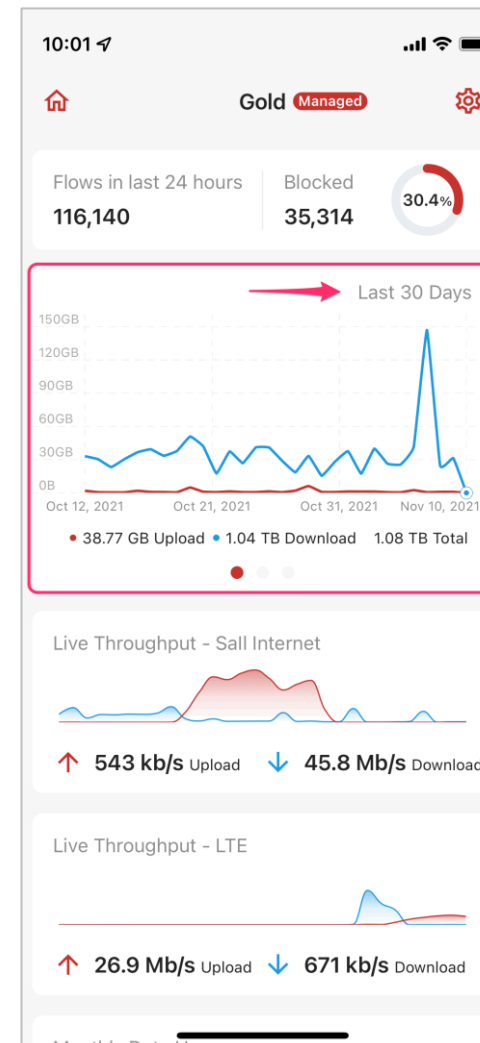 10:01
Gold Managed
Flows in last 24 hours Blocked
116,140 35,314 30.4%
Last 30 Days
150GB
120GB
90GB
60GB
30GB
0B
Oct 12, 2021 Oct 21, 2021 Oct 31, 2021 Nov 10, 2021
38.77 GB Upload 1.04 TB Download 1.08 TB Total
Live Throughput - Sall Internet
543 kb/s Upload 45.8 Mb/s Download
Live Throughput - LTE
26.9 Mb/s Upload 671 kb/s Download